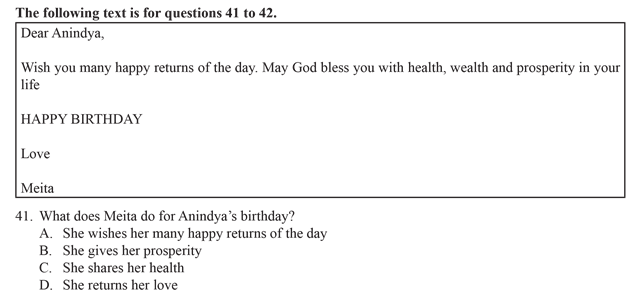 The following text is for questions 41 to 42.
Dear Anindya,
Wish you many happy returns of the day. May God bless you with health, wealth and prosperity in your
life
HAPPY BIRTHDAY
Love
Meita
41. What does Meita do for Anindya's birthday?
A. She wishes her many happy returns of the day
B. She gives her prosperity
C. She shares her health
D. She returns her love